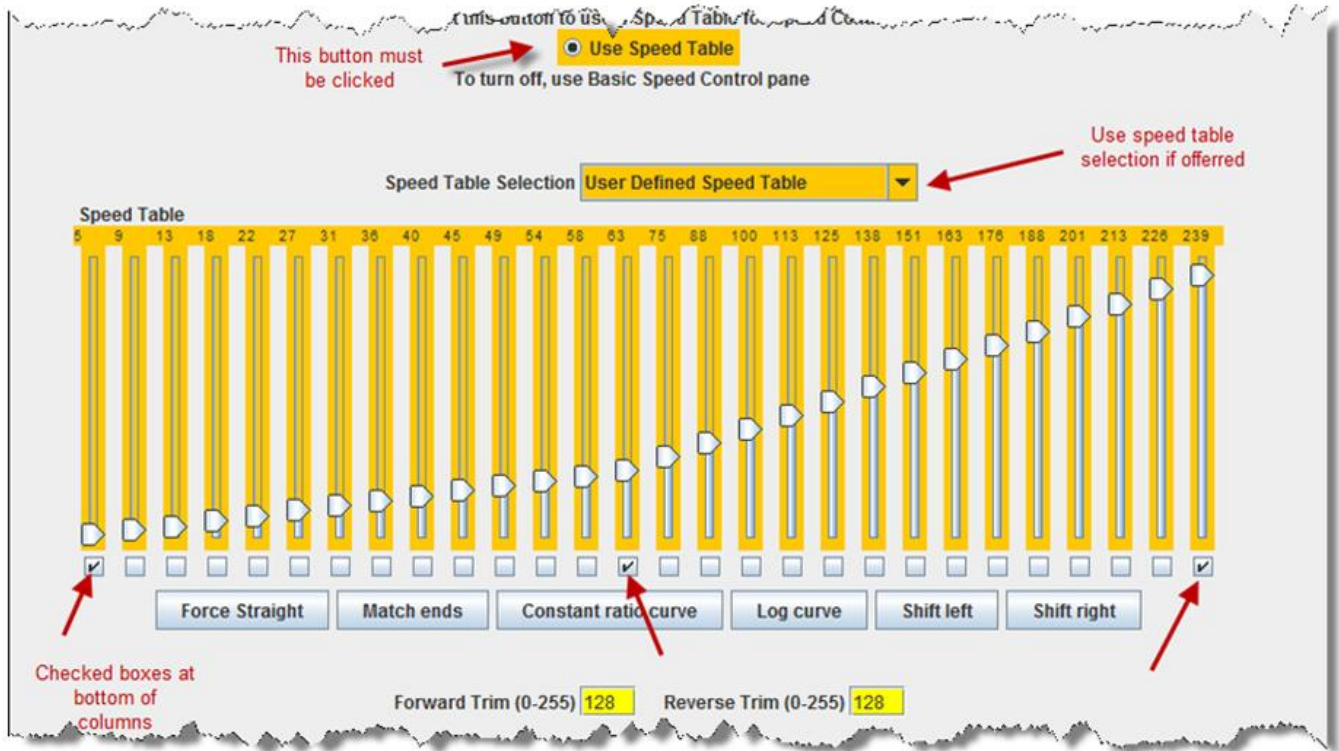 this button to
This button must
be clicked
Use Speed Table
To turn off, use Basic Speed Control pane
Use speed table
selection if offerred
Speed Table Selection User Defined Speed Table
Speed Table
5 9 13 18 22 27 31 36 40 45 49 54 58 63 75 88 100 113 125 138 151 163 176 188 201 213 226 239
Force Straight Match ends Constant ratio curve Log curve Shift left Shift right
Checked boxes at
bottom of
columns
Forward Trim (0-255) 128 Reverse Trim (0-255) 128